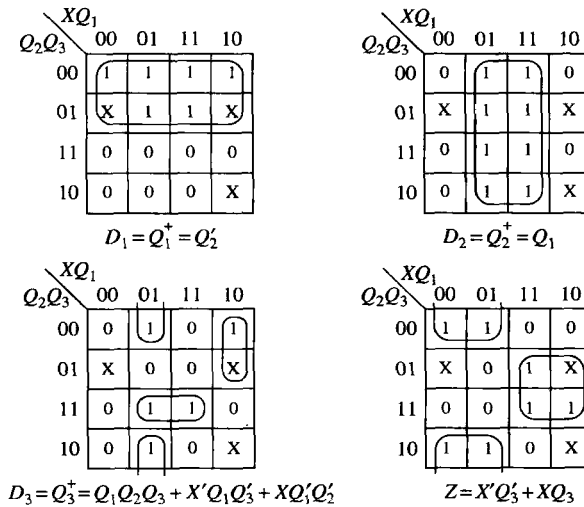 XQ₁ XQ₁
Q₂Q₃ 00 01 11 10 Q₂Q₃ 00 01 11 10
00 1 1 1 1 00 0 1 1 0
01 X 1 1 X 01 X 1 1 X
11 0 0 0 0 11 0 1 1 0
10 0 0 0 X 10 0 1 1 X
D₁ = Q₁⁺ = Q₂′ D₂ = Q₂⁺ = Q₁
XQ₁ XQ₁
Q₂Q₃ 00 01 11 10 Q₂Q₃ 00 01 11 10
00 0 1 0 1 00 1 1 0 0
01 X 0 0 X 01 X 0 1 X
11 0 1 1 0 11 0 0 1 1
10 0 1 0 X 10 1 1 0 X
D₃ = Q₃⁺ = Q₁Q₂Q₃ + X′Q₁Q₃′ + XQ₁′Q₂′ Z = X′Q₃′ + XQ₃